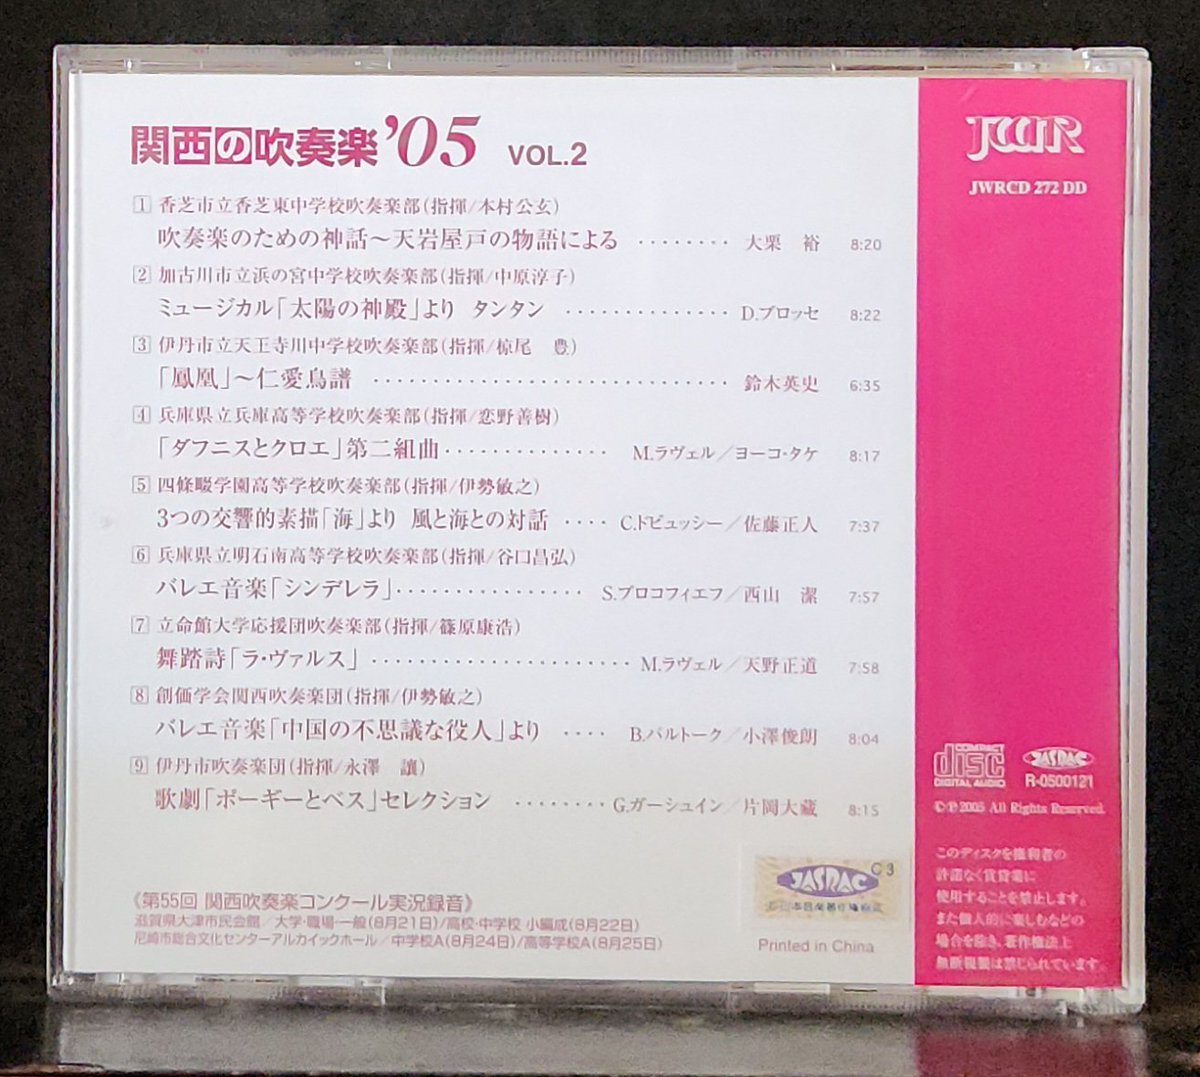 関西の吹奏楽 '05 VOL.2
1 香芝市立香芝東中学校吹奏楽部(指揮/本村公玄)
吹奏楽のための神話〜天岩屋戸の物語による ········ 大栗 裕 8:20
2 加古川市立浜の宮中学校吹奏楽部(指揮/中原淳子)
ミュージカル「太陽の神殿」より タンタン ·············· D.ブロッセ 8:22
3 伊丹市立天王寺川中学校吹奏楽部(指揮/椋尾 豊)
「鳳凰」〜仁愛鳥譜 ······························· 鈴木英史 6:35
4 兵庫県立兵庫高等学校吹奏楽部(指揮/恋野善樹)
「ダフニスとクロエ」第二組曲·············· M.ラヴェル/ヨーコ・タケ 8:17
5 四條畷学園高等学校吹奏楽部(指揮/伊勢敏之)
3つの交響的素描「海」より 風と海との対話 ···· C.ドビュッシー/佐藤正人 7:37
6 兵庫県立明石南高等学校吹奏楽部(指揮/谷口昌弘)
バレエ音楽「シンデレラ」················ S.プロコフィエフ/西山 潔 7:57
7 立命館大学応援団吹奏楽部(指揮/篠原康浩)
舞踏詩「ラ・ヴァルス」 ······················ M.ラヴェル/天野正道 7:58
8 創価学会関西吹奏楽団(指揮/伊勢敏之)
バレエ音楽「中国の不思議な役人」より ···· B.バルトーク/小澤俊朗 8:04
9 伊丹市吹奏楽団(指揮/永澤 讓)
歌劇「ポーギーとベス」セレクション ········ G.ガーシュイン/片岡大蔵 8:15
《第55回 関西吹奏楽コンクール実況録音》
滋賀県大津市民会館/大学・職場・一般(8月21日)/高校・中学校 小編成(8月22日)
尼崎市総合文化センターアルカイックホール/中学校A(8月24日)/高等学校A(8月25日)
JASRAC
C3
Printed in China
JWR
JWRCD 272 DD
COMPACT
disc
DIGITAL AUDIO
JASRAC
R-0500121
©℗2005 All Rights Reserved.
このディスクを権利者の
許諾なく賃貸業に
使用することを禁止します。
また個人的に楽しむなどの
場合を除き、著作権法上
無断複製は禁じられています。